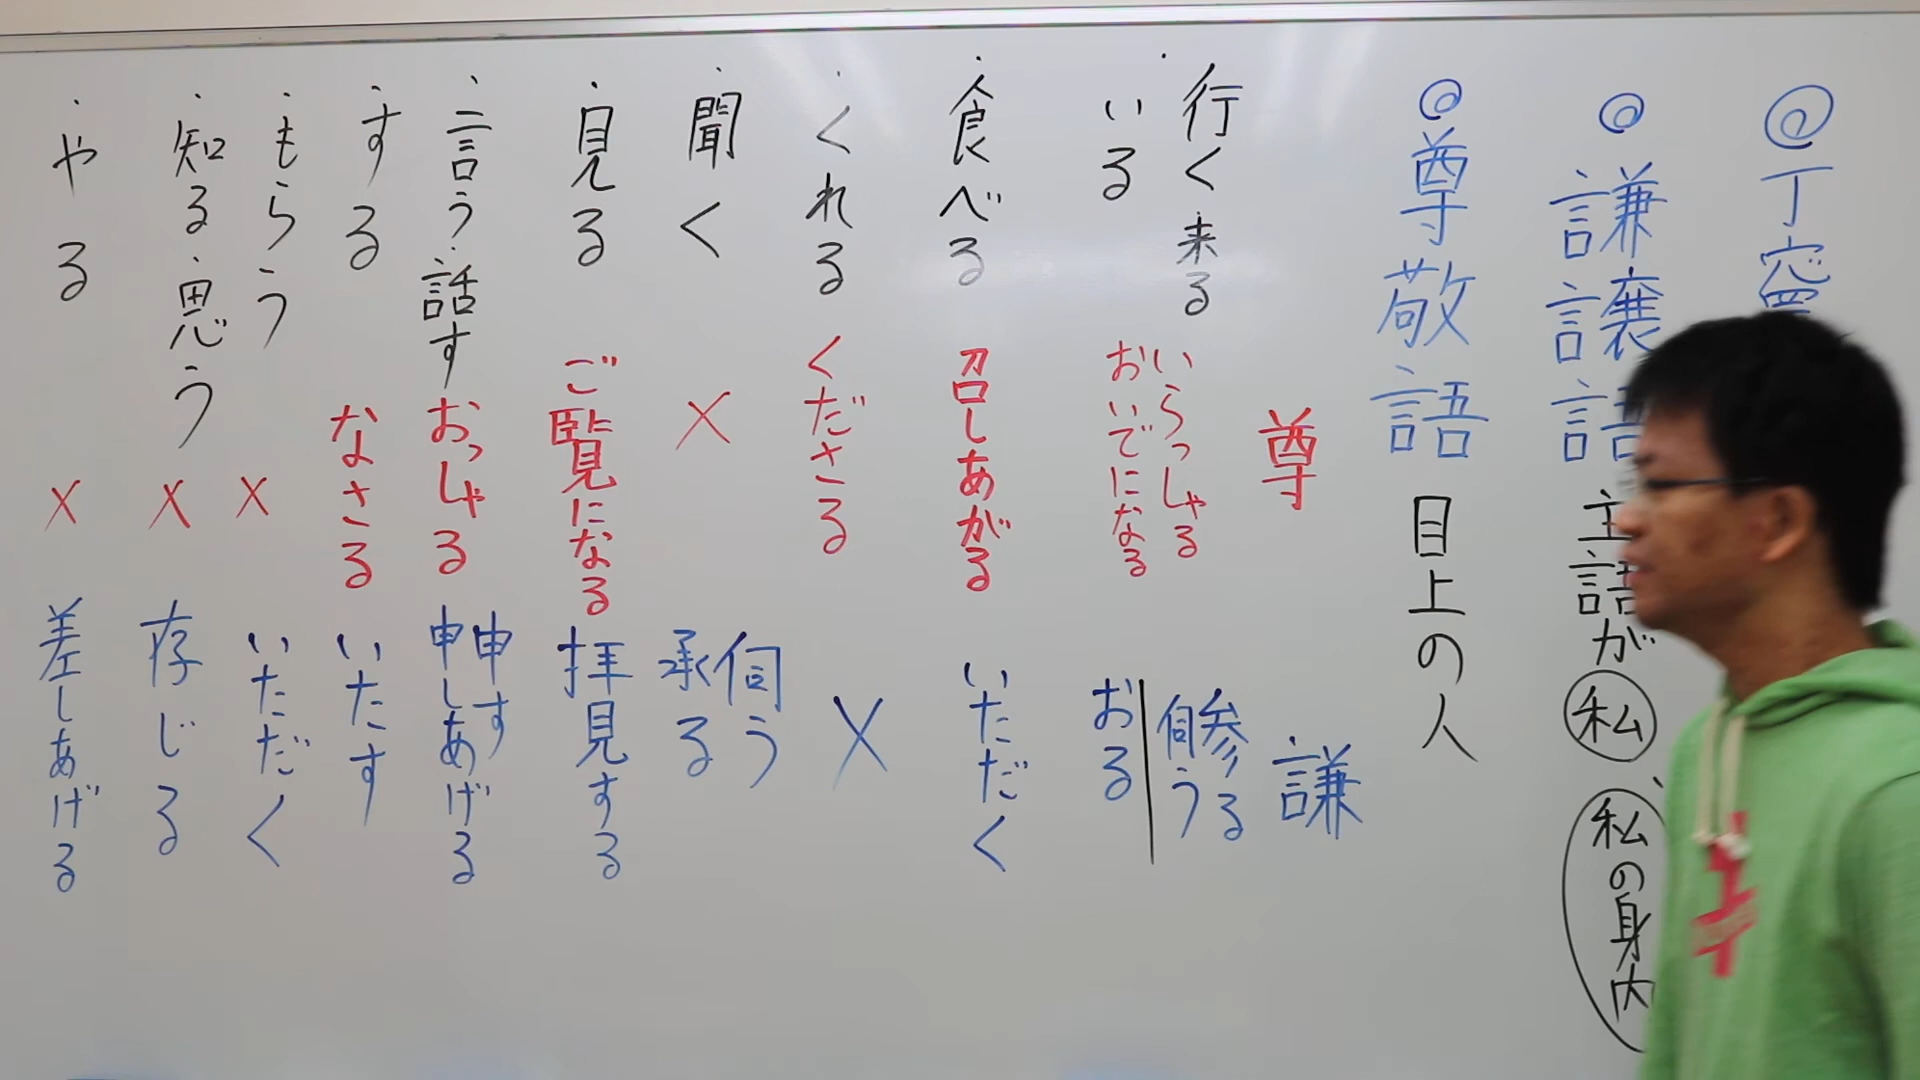 @丁寧
@謙譲語 主語が私、私の身内
@尊敬語 目上の人
尊 謙
・行く 来る いらっしゃる 参る
いる おいでになる 伺う おる
・食べる 召しあがる いただく
・くれる くださる ×
・聞く × 伺う
承る
・見る ご覧になる 拝見する
・言う・話す おっしゃる 申す
申しあげる
・する なさる いたす
・もらう × いただく
・知る・思う × 存じる
・やる × 差しあげる